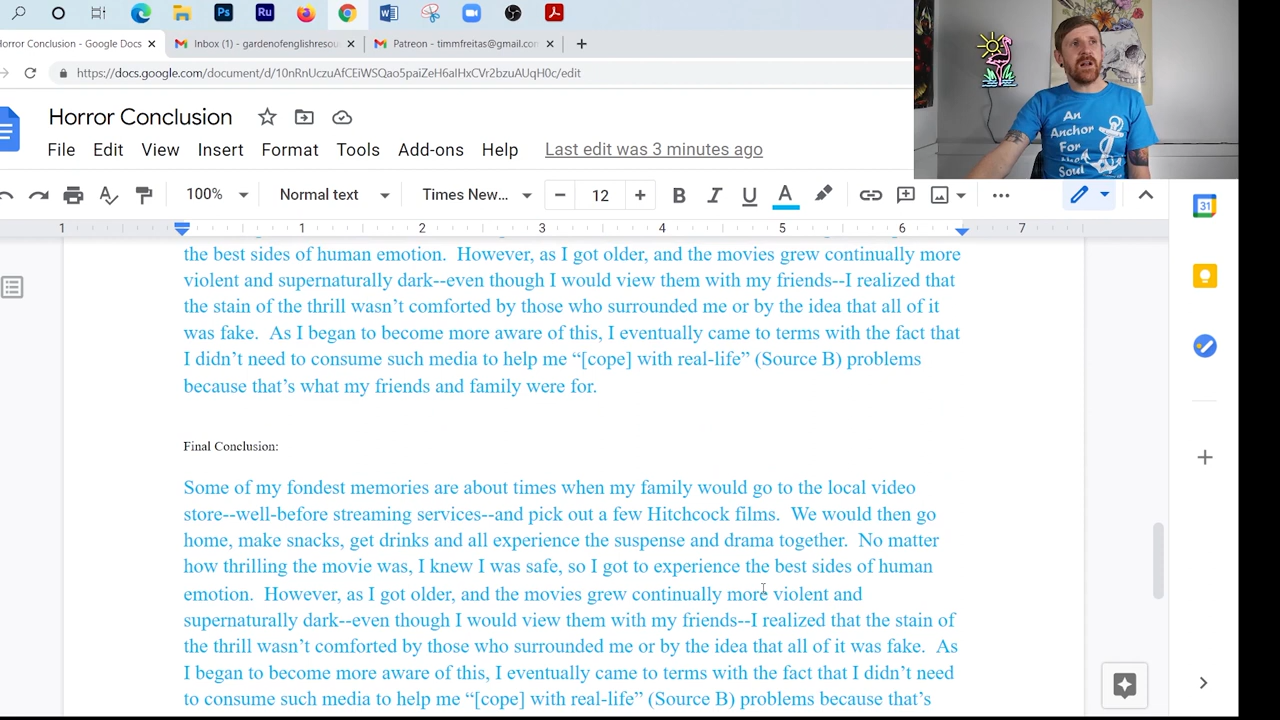 Ps
Ru
Horror Conclusion - Google Docs
Inbox (1) - gardenofenglishresou
Patreon - timmfreitas@gmail.com
https://docs.google.com/document/d/10nRnUczuAfCEiWSQao5paiZeH6aIHxCVr2bzuAUqH0c/edit
Horror Conclusion
File Edit View Insert Format Tools Add-ons Help Last edit was 3 minutes ago
100% Normal text Times New... 12 B I U A
1 1 2 3 4 5 6 7
31
An
Anchor
For
the
Soul
the best sides of human emotion. However, as I got older, and the movies grew continually more
violent and supernaturally dark--even though I would view them with my friends--I realized that
the stain of the thrill wasn’t comforted by those who surrounded me or by the idea that all of it
was fake. As I began to become more aware of this, I eventually came to terms with the fact that
I didn’t need to consume such media to help me “[cope] with real-life” (Source B) problems
because that’s what my friends and family were for.
Final Conclusion:
Some of my fondest memories are about times when my family would go to the local video
store--well-before streaming services--and pick out a few Hitchcock films. We would then go
home, make snacks, get drinks and all experience the suspense and drama together. No matter
how thrilling the movie was, I knew I was safe, so I got to experience the best sides of human
emotion. However, as I got older, and the movies grew continually more violent and
supernaturally dark--even though I would view them with my friends--I realized that the stain of
the thrill wasn’t comforted by those who surrounded me or by the idea that all of it was fake. As
I began to become more aware of this, I eventually came to terms with the fact that I didn’t need
to consume such media to help me “[cope] with real-life” (Source B) problems because that’s